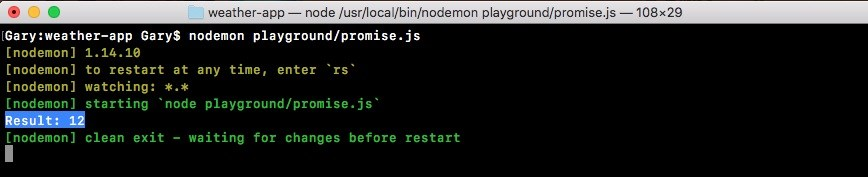 weather-app — node /usr/local/bin/nodemon playground/promise.js — 108×29
[Gary:weather-app Gary$ nodemon playground/promise.js
[nodemon] 1.14.10
[nodemon] to restart at any time, enter `rs`
[nodemon] watching: *.*
[nodemon] starting `node playground/promise.js`
Result: 12
[nodemon] clean exit - waiting for changes before restart